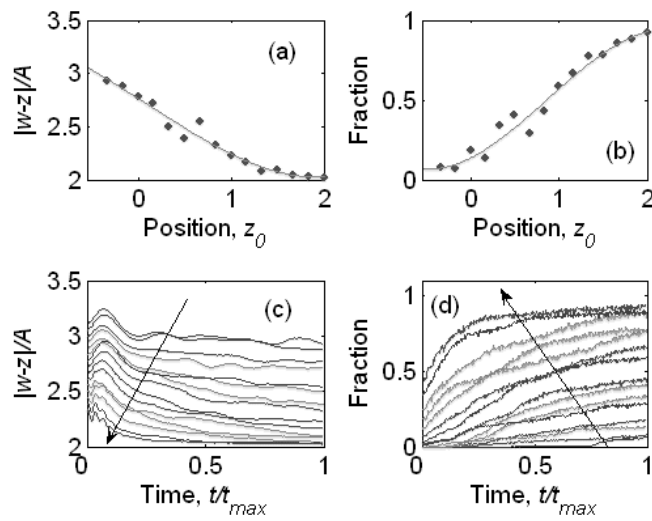 3.5
3
2.5
2
|w-z|/A
(a)
0
1
2
Position, z0
1
0.5
0
Fraction
(b)
0
1
2
Position, z0
3.5
3
2.5
2
|w-z|/A
(c)
0
0.5
1
Time, t/tmax
1
0.5
0
Fraction
(d)
0
0.5
1
Time, t/tmax